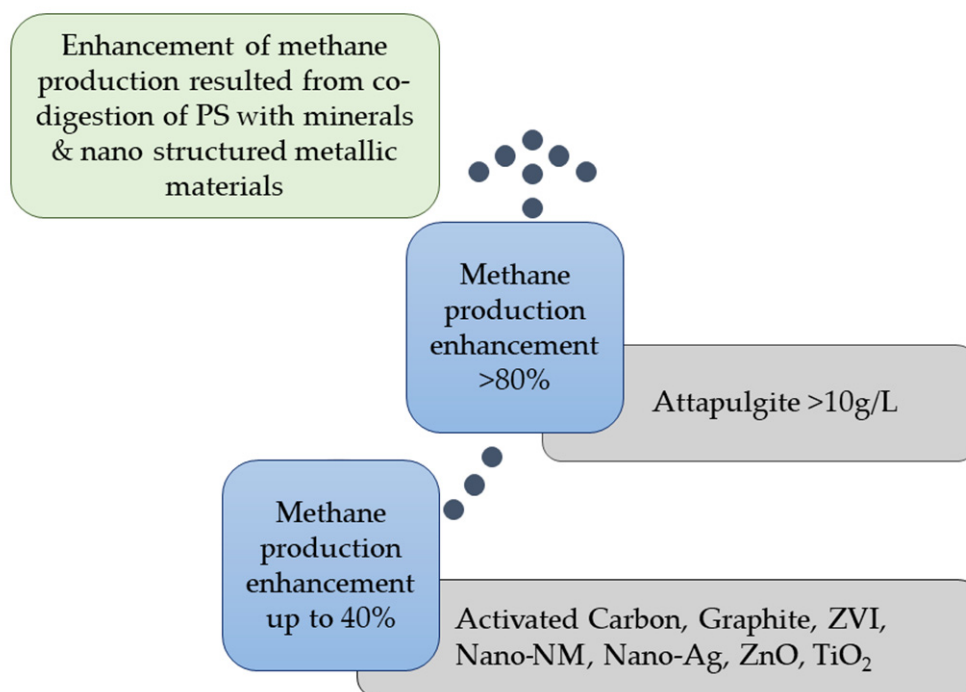 Enhancement of methane
production resulted from co-
digestion of PS with minerals
& nano structured metallic
materials
Methane
production
enhancement
>80%
Attapulgite >10g/L
Methane
production
enhancement
up to 40%
Activated Carbon, Graphite, ZVI,
Nano-NM, Nano-Ag, ZnO, TiO₂